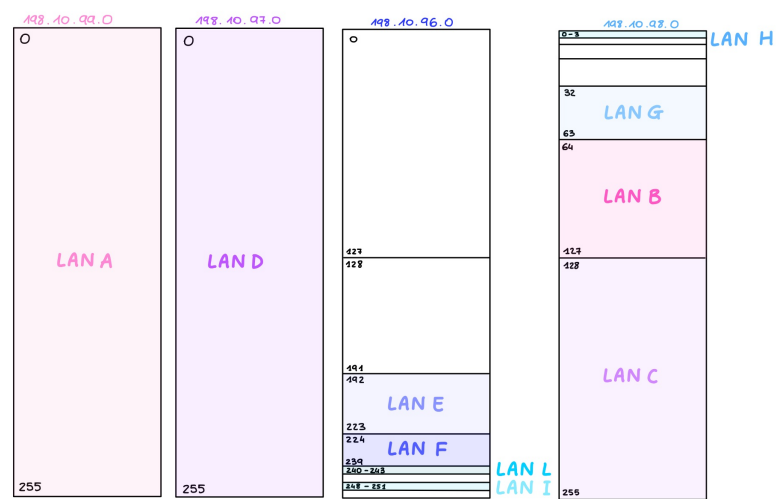 198.10.99.0
0
LAN A
255
198.10.97.0
0
LAN D
255
198.10.96.0
0
127
128
191
192
LAN E
223
224
LAN F
239
240-243
LAN L
248-251
LAN I
198.10.98.0
0-3
LAN H
32
LAN G
63
64
LAN B
127
128
LAN C
255